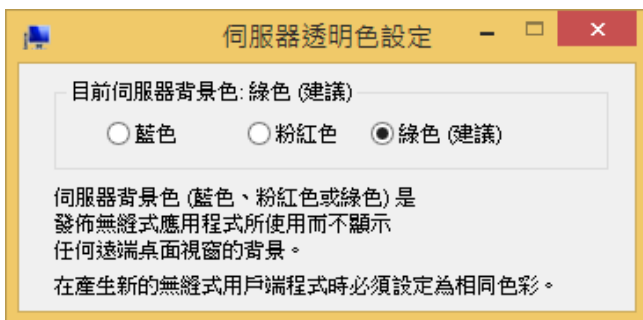 伺服器透明色設定
目前伺服器背景色: 綠色 (建議)
藍色 粉紅色 綠色 (建議)
伺服器背景色 (藍色、粉紅色或綠色) 是
發佈無縫式應用程式所使用而不顯示
任何遠端桌面視窗的背景。
在產生新的無縫式用戶端程式時必須設定為相同色彩。